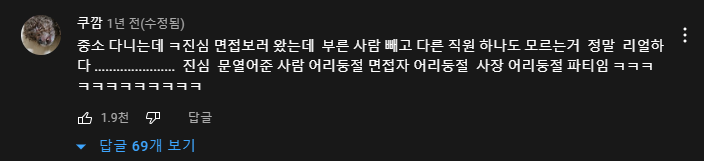 쿠깜 1년 전(수정됨)
중소 다니는데 ㅋ진심 면접보러 왔는데 부른 사람 빼고 다른 직원 하나도 모르는거 정말 리얼하
다 ...................... 진심 문열어준 사람 어리둥절 면접자 어리둥절 사장 어리둥절 파티임 ㅋㅋㅋ
ㅋㅋㅋㅋㅋㅋㅋㅋㅋ
1.9천 답글
답글 69개 보기